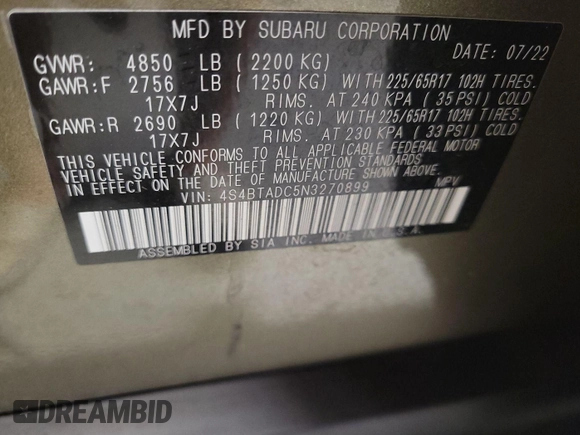 MFD BY SUBARU CORPORATION
DATE: 07/22
GVWR: 4850 LB (2200 KG)
GAWR:F 2756 LB (1250 KG) WITH 225/65R17 102H TIRES.
17X7J RIMS. AT 240 KPA (35 PSI) COLD
GAWR:R 2690 LB (1220 KG) WITH 225/65R17 102H TIRES.
17X7J RIMS. AT 230 KPA (33 PSI) COLD
THIS VEHICLE CONFORMS TO ALL APPLICABLE FEDERAL MOTOR
VEHICLE SAFETY AND THEFT PREVENTION STANDARDS
IN EFFECT ON THE DATE OF MANUFACTURE SHOWN ABOVE.
VIN: 4S4BTADC5N3270899 MPV
ASSEMBLED BY SIA INC. MADE IN U.S.A.
DREAMBID